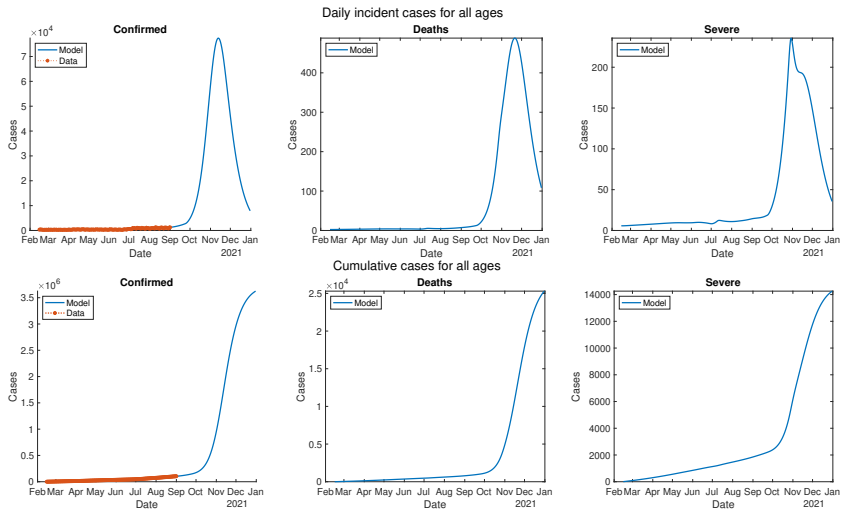 Daily incident cases for all ages
Confirmed
×10^4
Cases
7
6
5
4
3
2
1
0
Model
Data
Feb Mar Apr May Jun Jul Aug Sep Oct Nov Dec Jan
Date
2021
Deaths
Cases
400
300
200
100
0
Model
Feb Mar Apr May Jun Jul Aug Sep Oct Nov Dec Jan
Date
2021
Severe
Cases
200
150
100
50
0
Model
Feb Mar Apr May Jun Jul Aug Sep Oct Nov Dec Jan
Date
2021
Cumulative cases for all ages
Confirmed
×10^6
Cases
3.5
3
2.5
2
1.5
1
0.5
0
Model
Data
Feb Mar Apr May Jun Jul Aug Sep Oct Nov Dec Jan
Date
2021
Deaths
×10^4
Cases
2.5
2
1.5
1
0.5
0
Model
Feb Mar Apr May Jun Jul Aug Sep Oct Nov Dec Jan
Date
2021
Severe
Cases
14000
12000
10000
8000
6000
4000
2000
0
Model
Feb Mar Apr May Jun Jul Aug Sep Oct Nov Dec Jan
Date
2021